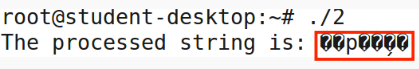 root@student-desktop:~# ./2
The processed string is: ��p����